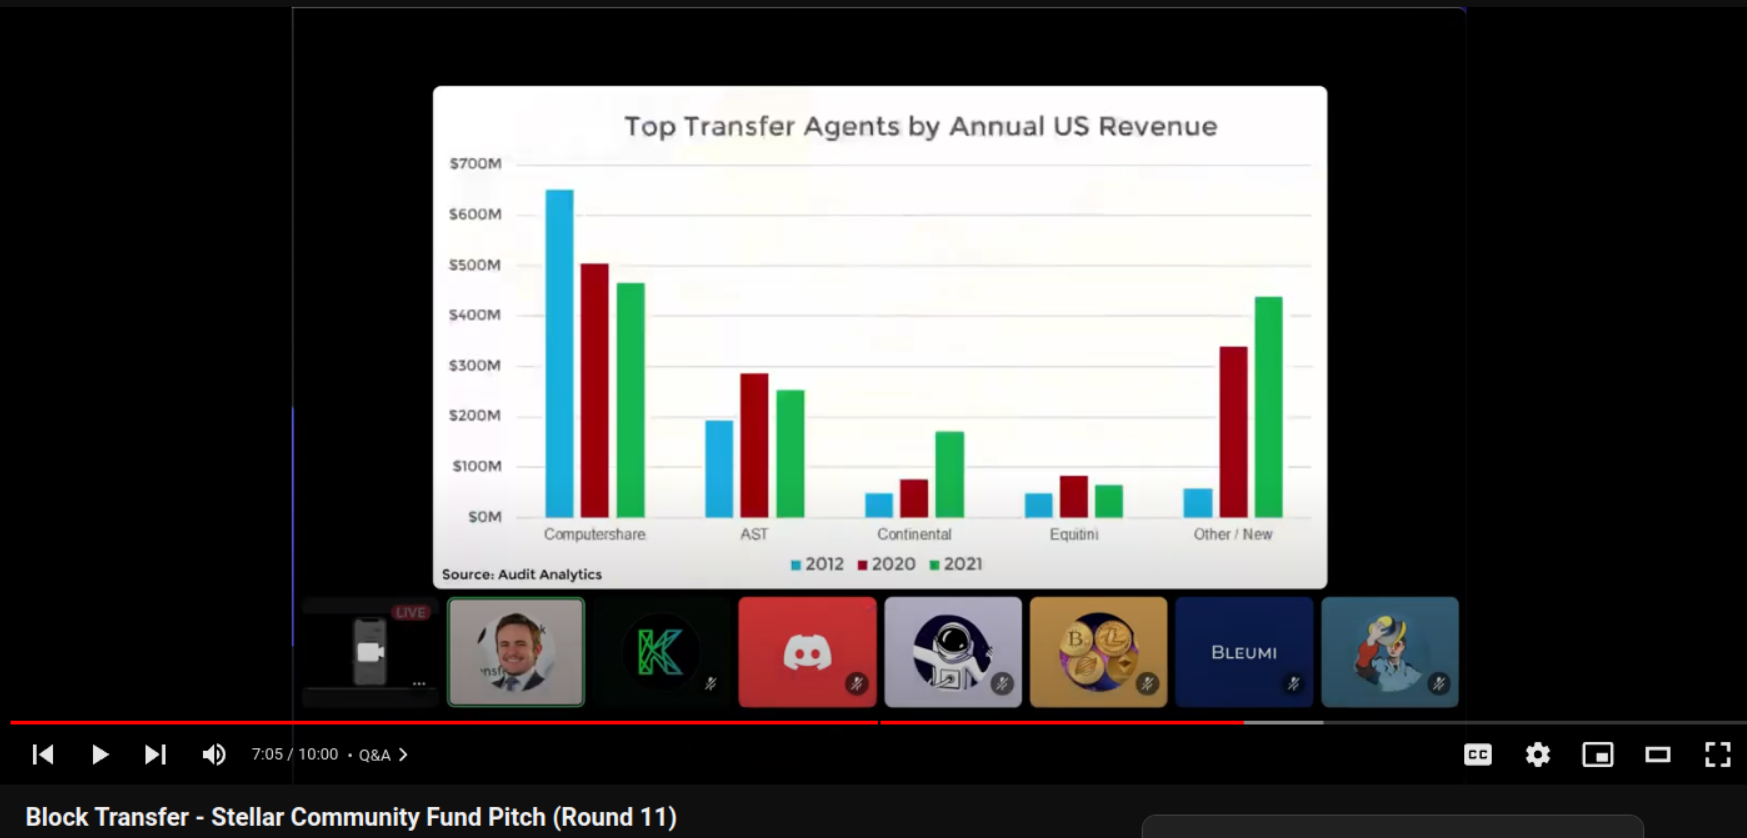 Top Transfer Agents by Annual US Revenue
$700M
$600M
$500M
$400M
$300M
$200M
$100M
$0M
Computershare AST Continental Equitini Other / New
2012 2020 2021
Source: Audit Analytics
LIVE
BLEUMI
7:05 / 10:00 • Q&A
CC
Block Transfer - Stellar Community Fund Pitch (Round 11)